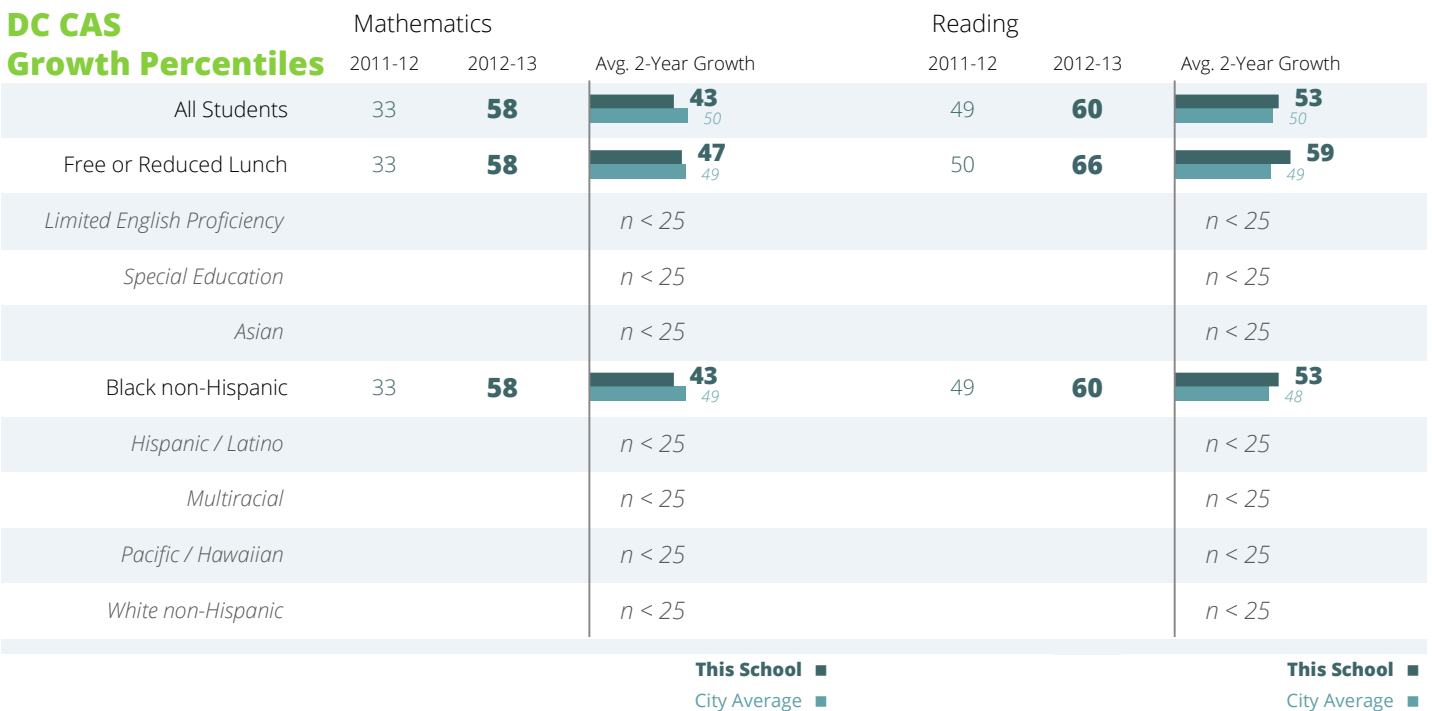 DC CAS Mathematics Reading
Growth Percentiles 2011-12 2012-13 Avg. 2-Year Growth 2011-12 2012-13 Avg. 2-Year Growth
All Students 33 58 43 50 49 60 53 50
Free or Reduced Lunch 33 58 47 49 50 66 59 49
Limited English Proficiency n < 25 n < 25
Special Education n < 25 n < 25
Asian n < 25 n < 25
Black non-Hispanic 33 58 43 49 49 60 53 48
Hispanic / Latino n < 25 n < 25
Multiracial n < 25 n < 25
Pacific / Hawaiian n < 25 n < 25
White non-Hispanic n < 25 n < 25
This School This School
City Average City Average